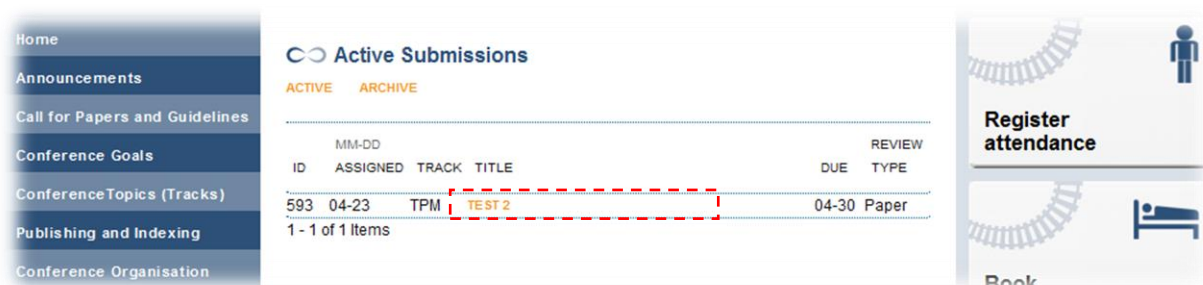 Home
Announcements
Call for Papers and Guidelines
Conference Goals
ConferenceTopics (Tracks)
Publishing and Indexing
Conference Organisation
Active Submissions
ACTIVE ARCHIVE
MM-DD REVIEW
ID ASSIGNED TRACK TITLE DUE TYPE
593 04-23 TPM TEST 2 04-30 Paper
1 - 1 of 1 Items
Register
attendance
Book